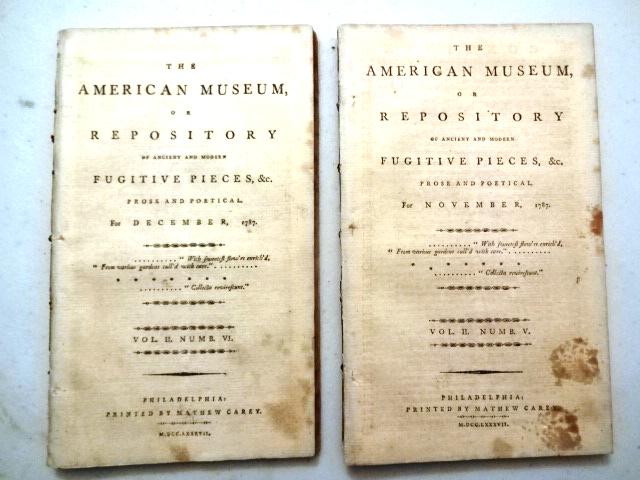 THE
AMERICAN MUSEUM,
OR
REPOSITORY
OF ANCIENT AND MODERN
FUGITIVE PIECES, &c.
PROSE AND POETICAL.
For DECEMBER, 1787.
.......... "With sweetest flow'rs enrich'd,
"From various gardens cull'd with care." ..........
* * * * * *
.......... "Collecta revirescunt."
VOL. II. NUMB. VI.
PHILADELPHIA:
PRINTED BY MATHEW CAREY.
M.DCC.LXXXVII.
THE
AMERICAN MUSEUM,
OR
REPOSITORY
OF ANCIENT AND MODERN
FUGITIVE PIECES, &c.
PROSE AND POETICAL.
For NOVEMBER, 1787.
.......... "With sweetest flow'rs enrich'd,
"From various gardens cull'd with care." ..........
* * * * * *
.......... "Collecta revirescunt."
VOL. II. NUMB. V.
PHILADELPHIA:
PRINTED BY MATHEW CAREY.
M.DCC.LXXXVII.